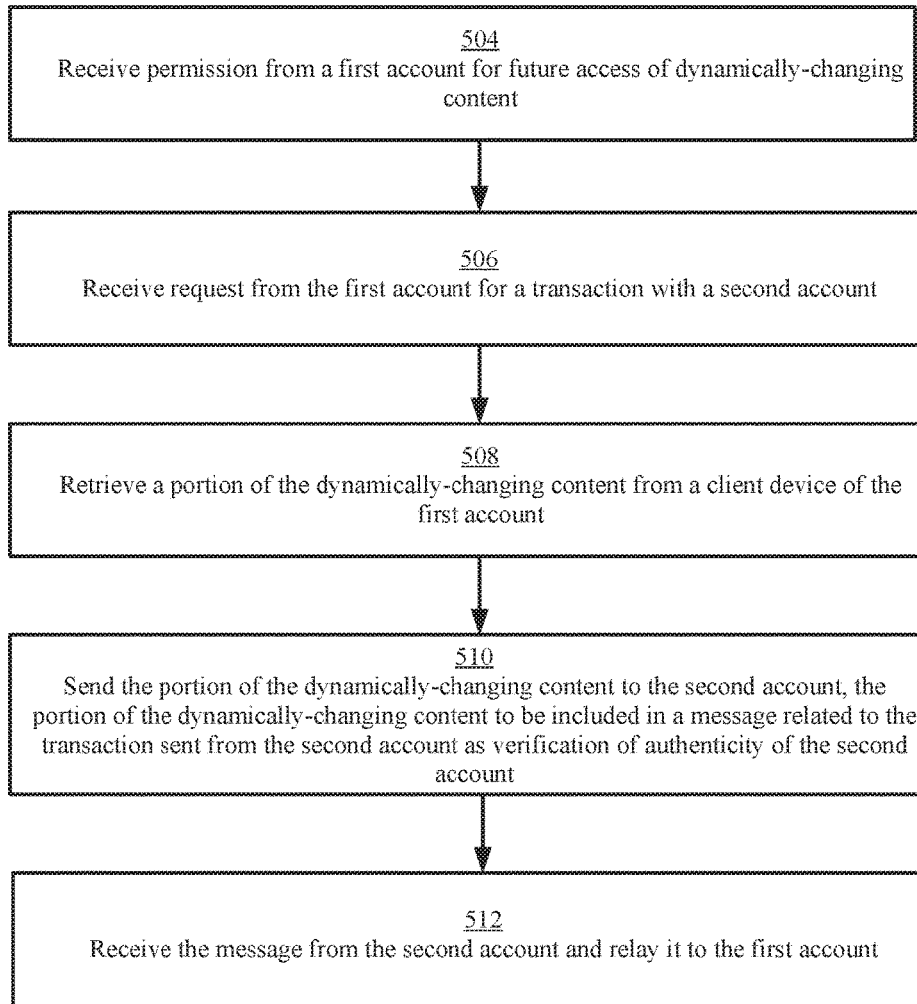 504
Receive permission from a first account for future access of dynamically-changing
content
506
Receive request from the first account for a transaction with a second account
508
Retrieve a portion of the dynamically-changing content from a client device of the
first account
510
Send the portion of the dynamically-changing content to the second account, the
portion of the dynamically-changing content to be included in a message related to the
transaction sent from the second account as verification of authenticity of the second
account
512
Receive the message from the second account and relay it to the first account